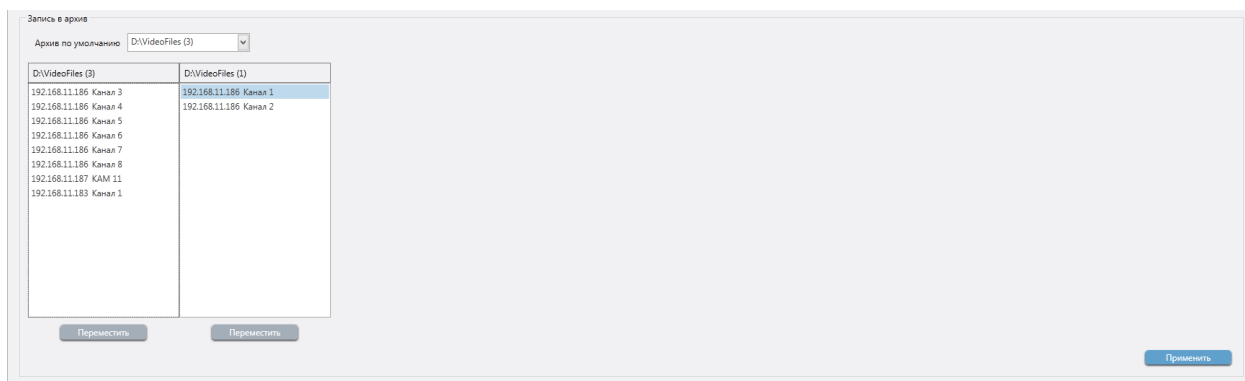 Запись в архив
Архив по умолчанию D:\VideoFiles (3)
D:\VideoFiles (3)
192.168.11.186 Канал 3
192.168.11.186 Канал 4
192.168.11.186 Канал 5
192.168.11.186 Канал 6
192.168.11.186 Канал 7
192.168.11.186 Канал 8
192.168.11.187 КАМ 11
192.168.11.183 Канал 1
Переместить
D:\VideoFiles (1)
192.168.11.186 Канал 1
192.168.11.186 Канал 2
Переместить
Применить